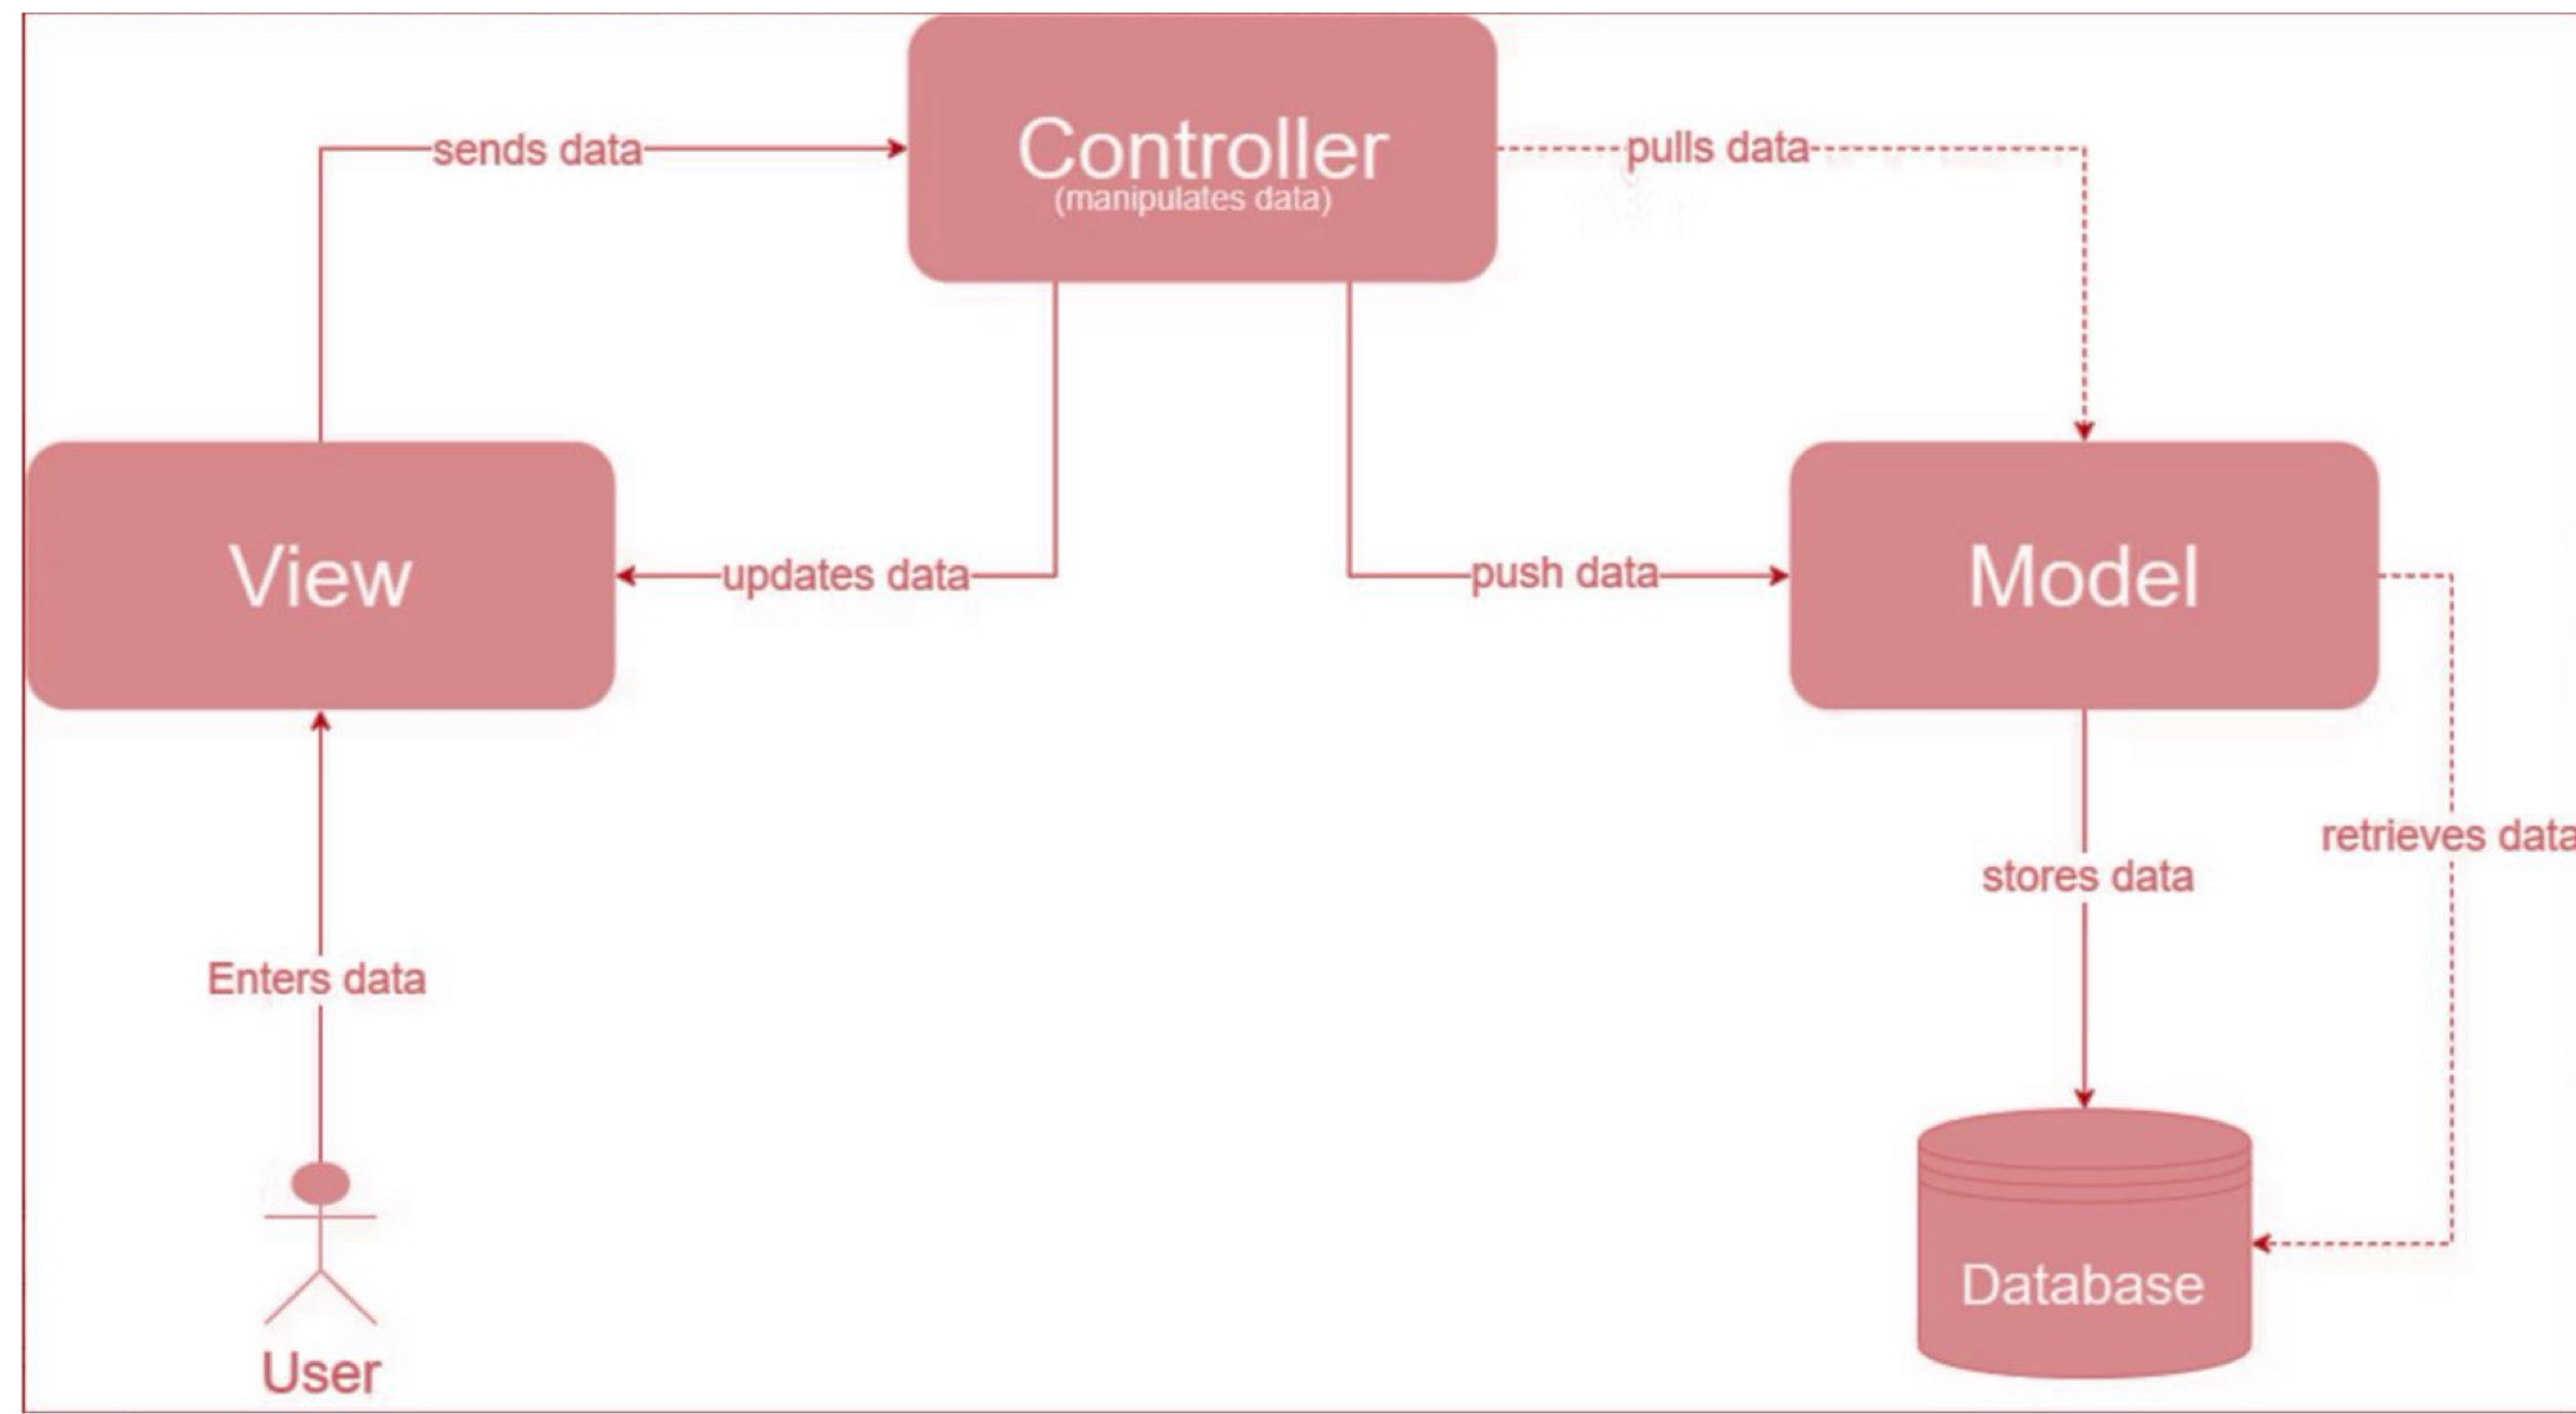 Controller
(manipulates data)
sends data
pulls data
View
updates data
push data
Model
retrieves data
stores data
Enters data
Database
User